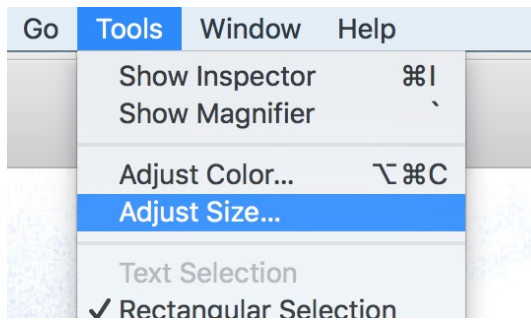 Go Tools Window Help
Show Inspector ⌘I
Show Magnifier `
Adjust Color... ⌥⌘C
Adjust Size...
Text Selection
✓ Rectangular Selection